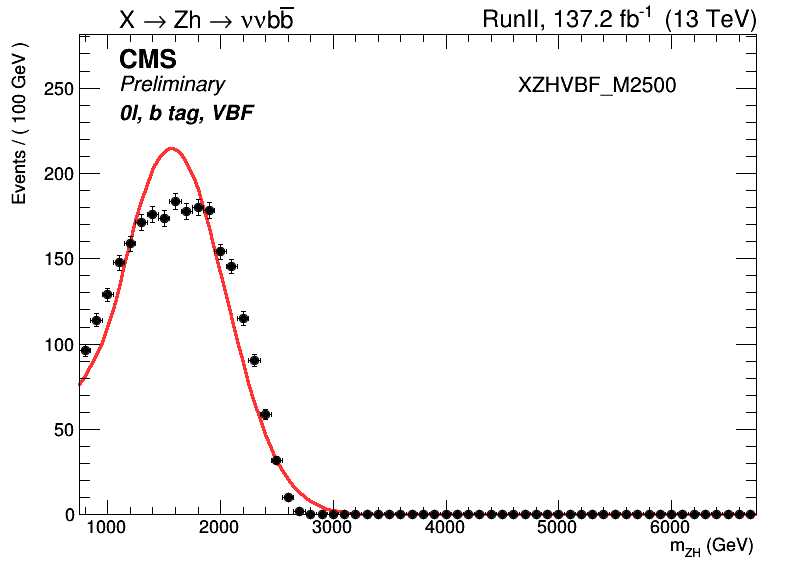 X → Zh → ννbb̅ RunII, 137.2 fb⁻¹ (13 TeV)
CMS
Preliminary
XZHVBF_M2500
0l, b tag, VBF
Events / ( 100 GeV )
250
200
150
100
50
0
1000 2000 3000 4000 5000 6000
m_ZH (GeV)